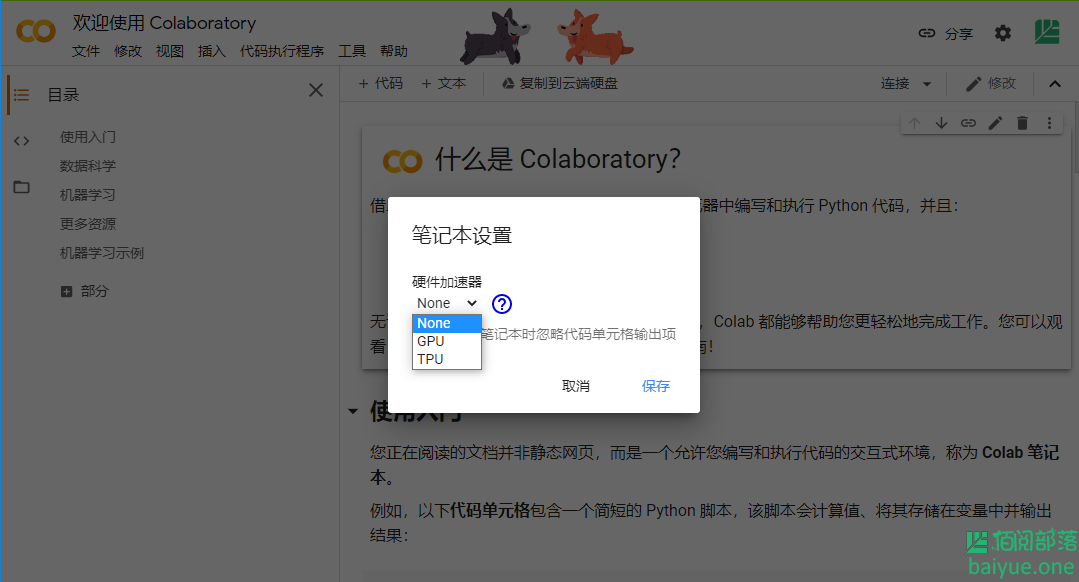 欢迎使用 Colaboratory
文件 修改 视图 插入 代码执行程序 工具 帮助
分享
目录
+ 代码 + 文本 复制到云端硬盘
连接
修改
使用入门
数据科学
机器学习
更多资源
机器学习示例
部分
什么是 Colaboratory?
借
器中编写和执行 Python 代码，并且：
笔记本设置
硬件加速器
None
None
GPU
TPU
笔记本时忽略代码单元格输出项
取消 保存
无
，Colab 都能够帮助您更轻松地完成工作。您可以观
看
！
使用入门
您正在阅读的文档并非静态网页，而是一个允许您编写和执行代码的交互式环境，称为 Colab 笔记
本。
例如，以下代码单元格包含一个简短的 Python 脚本，该脚本会计算值、将其存储在变量中并输出
结果：
佰阅部落
baiyue.one